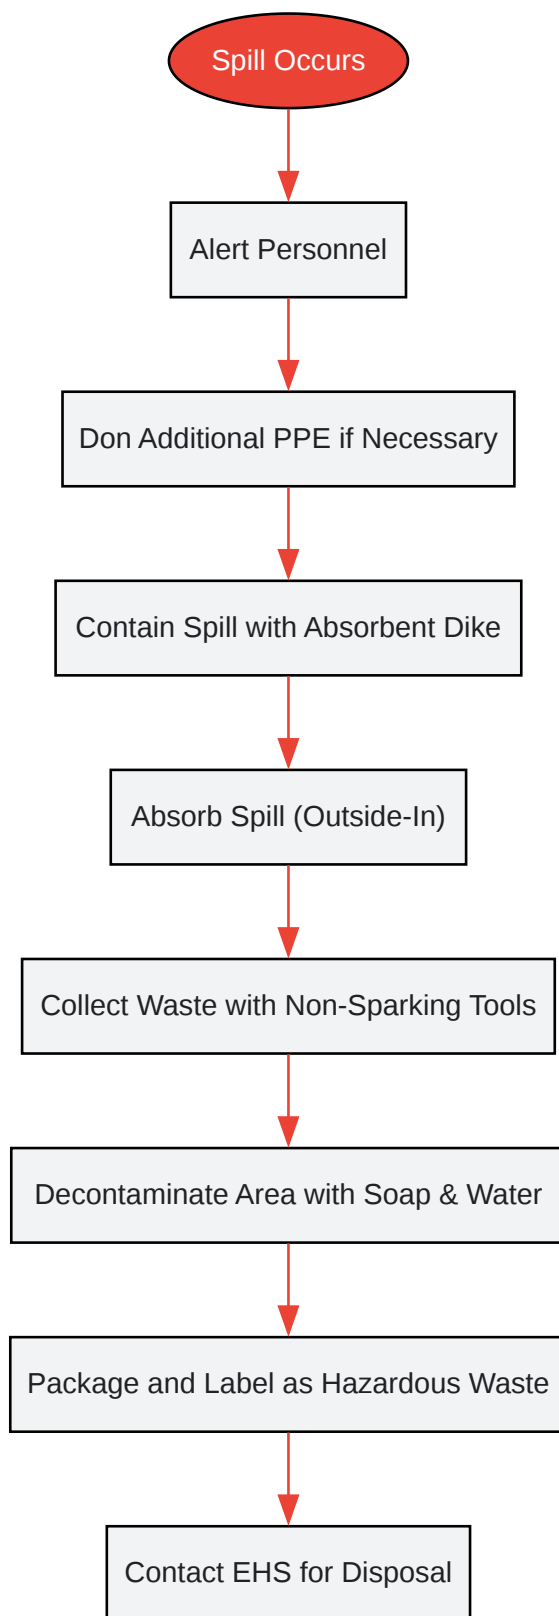 Spill Occurs
Alert Personnel
Don Additional PPE if Necessary
Contain Spill with Absorbent Dike
Absorb Spill (Outside-In)
Collect Waste with Non-Sparking Tools
Decontaminate Area with Soap & Water
Package and Label as Hazardous Waste
Contact EHS for Disposal